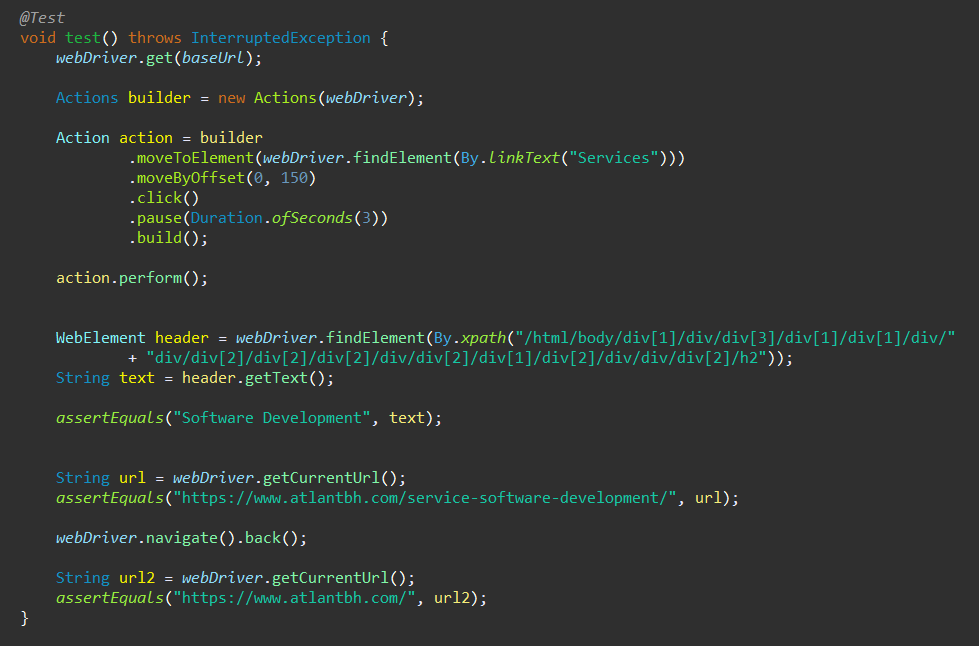 @Test
void test() throws InterruptedException {
    webDriver.get(baseUrl);

    Actions builder = new Actions(webDriver);

    Action action = builder
            .moveToElement(webDriver.findElement(By.linkText("Services")))
            .moveByOffset(0, 150)
            .click()
            .pause(Duration.ofSeconds(3))
            .build();

    action.perform();


    WebElement header = webDriver.findElement(By.xpath("/html/body/div[1]/div/div[3]/div[1]/div[1]/div/"
            + "div/div[2]/div[2]/div[2]/div/div[2]/div[1]/div[2]/div/div/div[2]/h2"));
    String text = header.getText();

    assertEquals("Software Development", text);


    String url = webDriver.getCurrentUrl();
    assertEquals("https://www.atlantbh.com/service-software-development/", url);

    webDriver.navigate().back();

    String url2 = webDriver.getCurrentUrl();
    assertEquals("https://www.atlantbh.com/", url2);
}